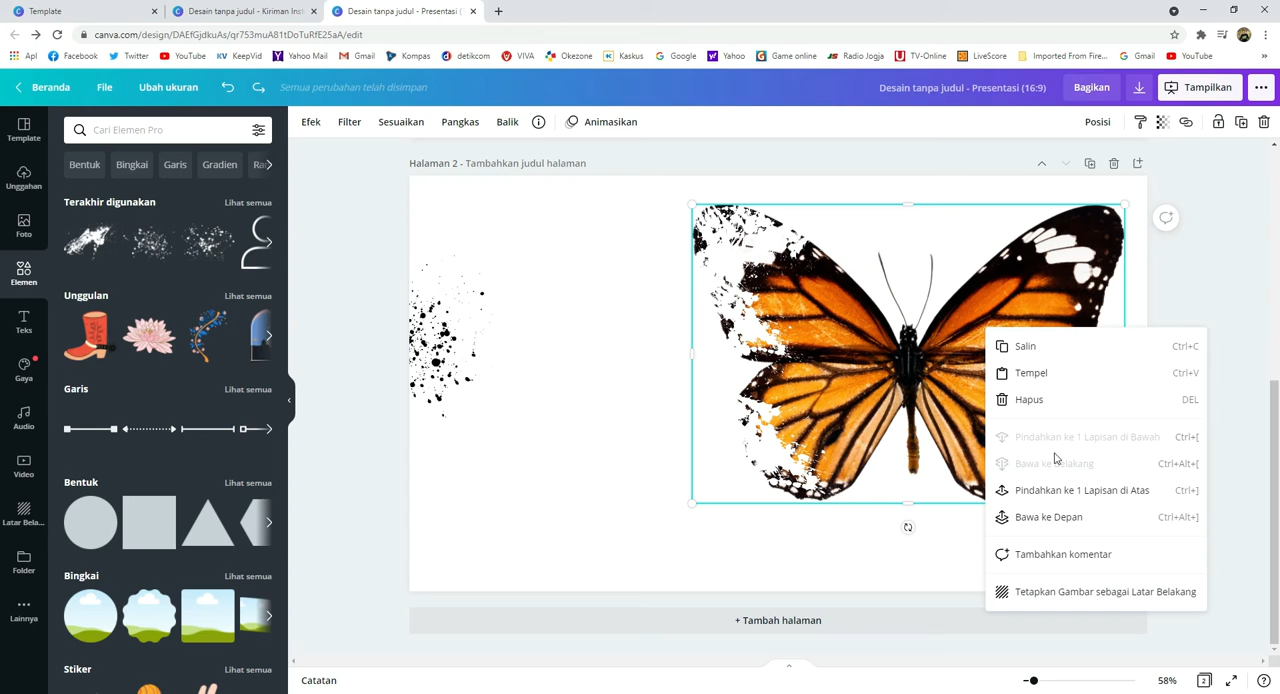 Template
Desain tanpa judul - Kiriman Inst
Desain tanpa judul - Presentasi (
canva.com/design/DAEfGjdkuAs/qr753muA81tDoTuRfE25aA/edit
Apl Facebook Twitter YouTube KeepVid Yahoo Mail Gmail Kompas detikcom VIVA Okezone Kaskus Google Yahoo Game online Radio Jogja TV-Online LiveScore Imported From Fire... Gmail YouTube »
Beranda File Ubah ukuran Semua perubahan telah disimpan Desain tanpa judul - Presentasi (16:9) Bagikan Tampilkan
Cari Elemen Pro
Efek Filter Sesuaikan Pangkas Balik Animasikan Posisi
Template
Unggahan
Foto
Elemen
Teks
Gaya
Audio
Video
Latar Bela...
Folder
Lainnya
Bentuk Bingkai Garis Gradien Ra
Terakhir digunakan Lihat semua
Unggulan Lihat semua
Garis Lihat semua
Bentuk Lihat semua
Bingkai Lihat semua
Stiker Lihat semua
Halaman 2 - Tambahkan judul halaman
Salin Ctrl+C
Tempel Ctrl+V
Hapus DEL
Pindahkan ke 1 Lapisan di Bawah Ctrl+[
Bawa ke Belakang Ctrl+Alt+[
Pindahkan ke 1 Lapisan di Atas Ctrl+]
Bawa ke Depan Ctrl+Alt+]
Tambahkan komentar
Tetapkan Gambar sebagai Latar Belakang
+ Tambah halaman
Catatan 58% 2